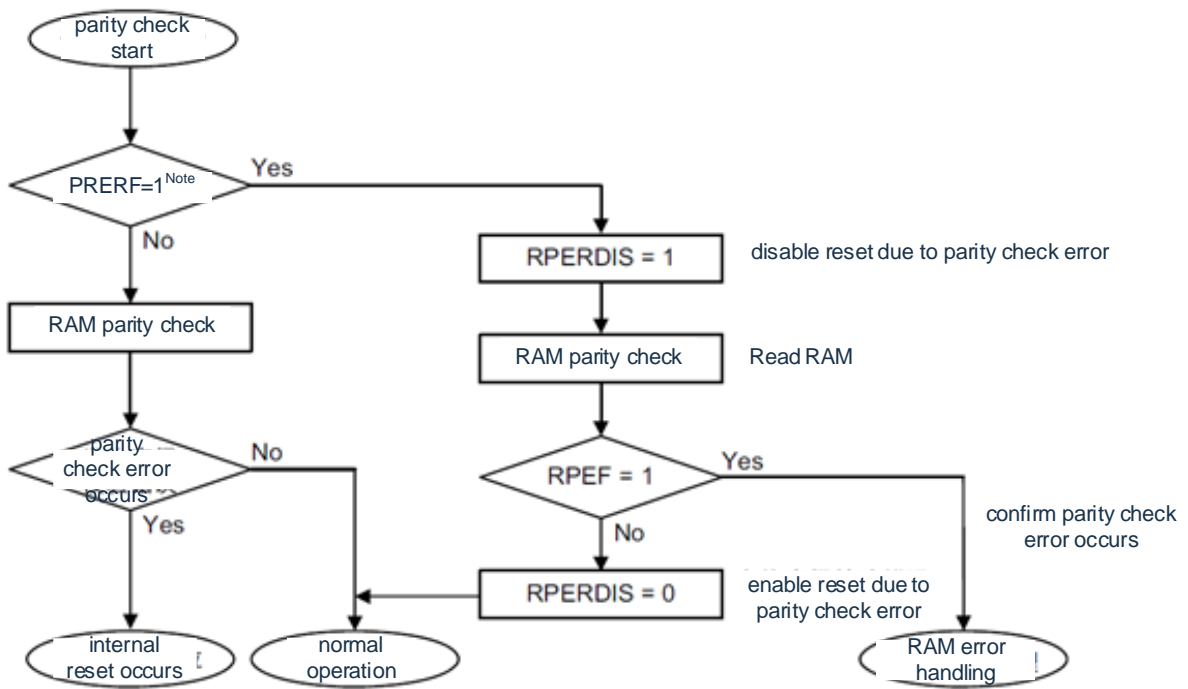 parity check
start
PRERF=1Note
Yes
No
RPERDIS = 1
disable reset due to parity check error
RAM parity check
RAM parity check
Read RAM
parity
check error
occurs
No
Yes
RPEF = 1
Yes
No
confirm parity check
error occurs
RPERDIS = 0
enable reset due to
parity check error
internal
reset occurs
normal
operation
RAM error
handling